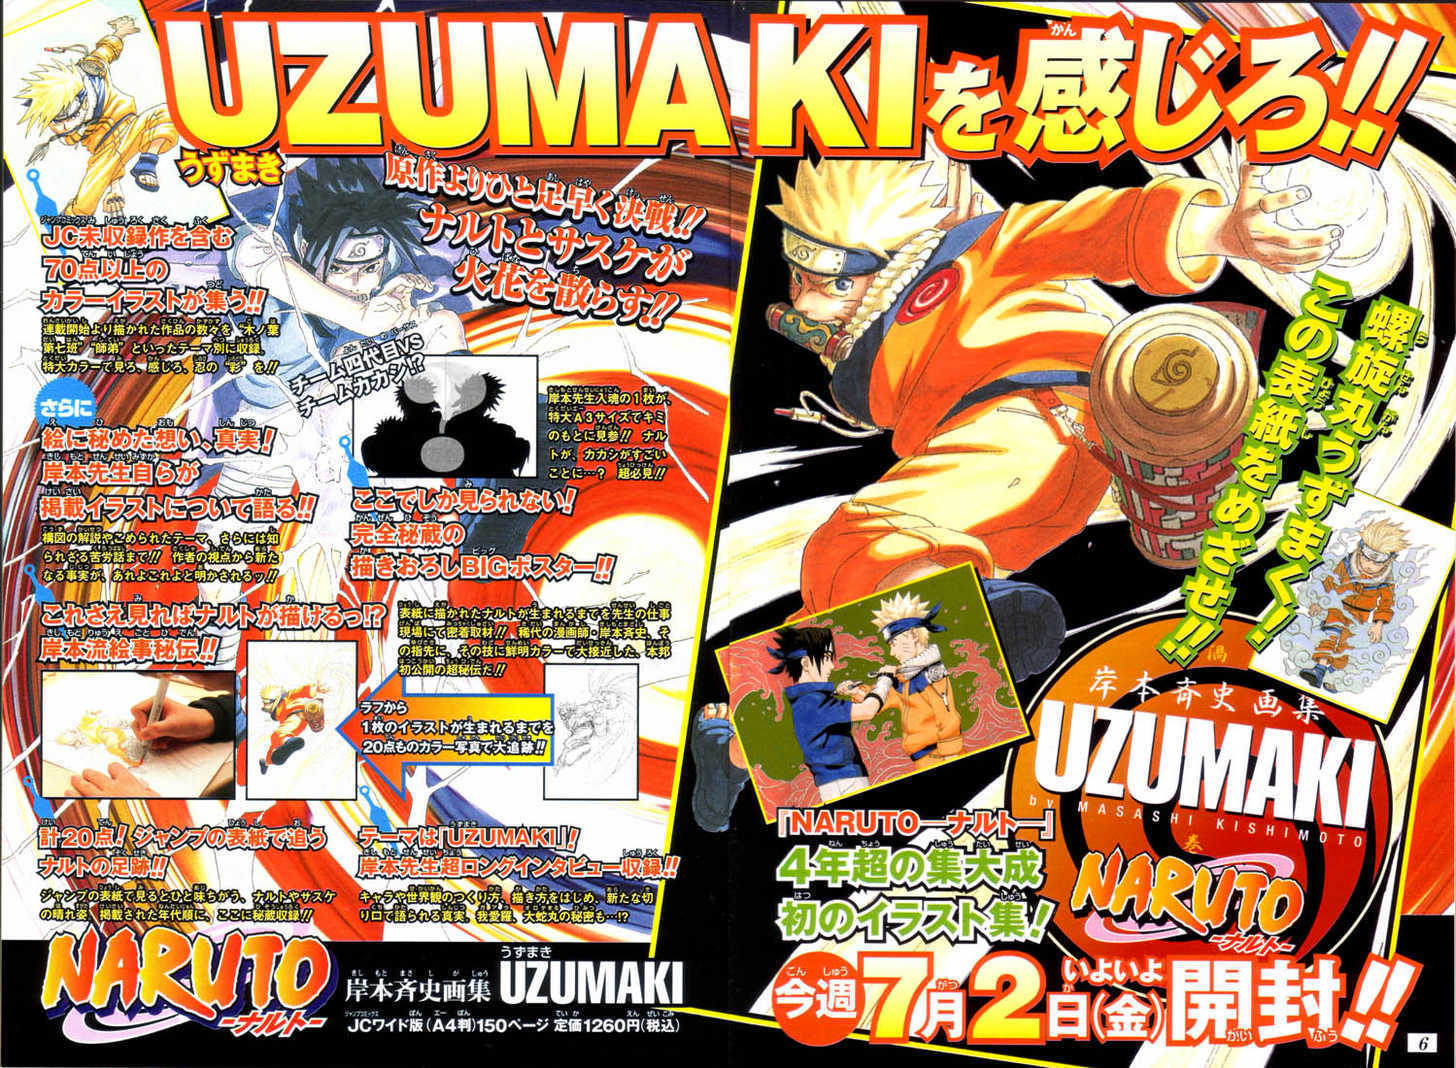 UZUMAKIを感じろ!!
うずまき
原作よりひと足早く決戦!!
ナルトとサスケが
火花を散らす!!
JC未収録作を含む
70点以上の
カラーイラストが集う!!
連載開始より描かれた作品の数々を“木ノ葉
第七班”“師弟”といったテーマ別に収録。
特大カラーで見ろ、感じろ、忍の“彩”を!!
さらに
絵に秘めた想い、真実!
岸本先生自らが
掲載イラストについて語る!!
構図の解説やこめられたテーマ、さらには知
られざる苦労話まで!! 作者の視点から新た
なる事実が、あれよこれよと明かされるッ!!
チーム四代目VS
チームカカシ!?
岸本先生入魂の1枚が、
特大A3サイズでキミ
のもとに見参!! ナル
トが、カカシがすごい
ことに…? 超必見!!
ここでしか見られない!
完全秘蔵の
描きおろしBIGポスター!!
これさえ見ればナルトが描けるっ!?
岸本流絵事秘伝!!
表紙に描かれたナルトが生まれるまでを先生の仕事
現場にて密着取材!! 稀代の漫画師・岸本斉史、そ
の指先に、その技に鮮明カラーで大接近した、本邦
初公開の超秘伝だ!!
ラフから
1枚のイラストが生まれるまでを
20点ものカラー写真で大追跡!!
計20点! ジャンプの表紙で追う
ナルトの足跡!!
ジャンプの表紙で見るとひと味ちがう、ナルトやサスケ
の晴れ姿。掲載された年代順に、ここに秘蔵収録!!
テーマは「UZUMAKI」!
岸本先生超ロングインタビュー収録!!
キャラや世界観のつくり方、描き方をはじめ、新たな切
り口で語られる真実。我愛羅、大蛇丸の秘密も…!?
NARUTO
-ナルト-
岸本斉史画集 UZUMAKI
うずまき
JCワイド版(A4判)150ページ 定価1260円(税込)
螺旋丸うずまく!
この表紙をめざせ!!
渦
岸本斉史画集
UZUMAKI
by MASASHI KISHIMOTO
巻
NARUTO
-ナルト-
『NARUTO—ナルト—』
4年超の集大成
初のイラスト集!
今週7月2日(金)いよいよ開封!!
6